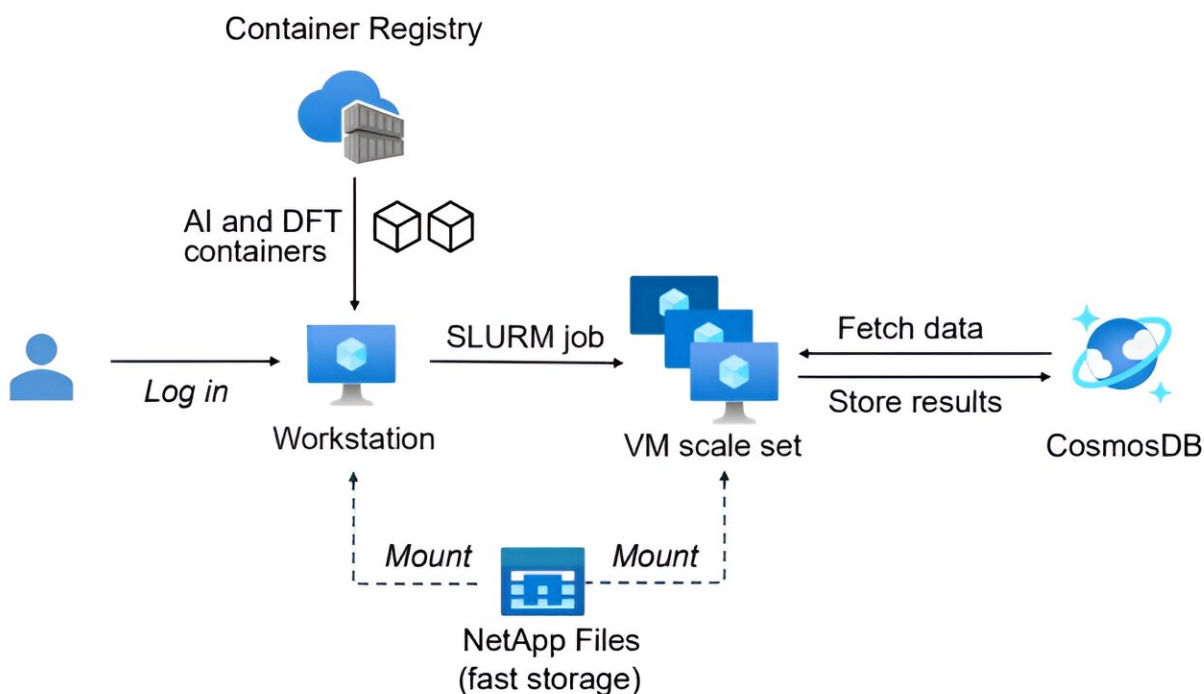 Container Registry
AI and DFT
containers
SLURM job
Fetch data
Log in
Store results
Workstation
VM scale set
CosmosDB
Mount
Mount
NetApp Files
(fast storage)